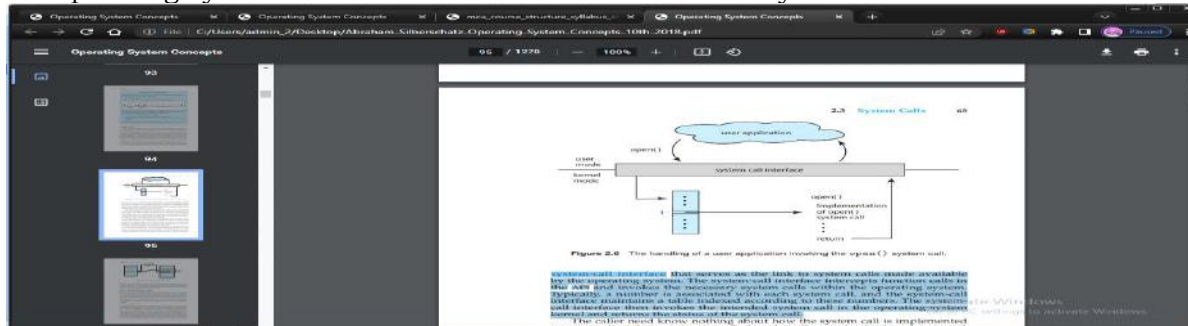 Operating System Concepts
Operating System Concepts
mca_course_structure_syllabus_
Operating System Concepts
File
C:/Users/admin_2/Desktop/Abraham-Silberschatz-Operating-System-Concepts-10th-2018.pdf
Paused
Operating System Concepts
95 / 1278
100%
93
94
95
2.3 System Calls 65
user application
open()
user
mode
system call interface
kernel
mode
i
open()
Implementation
of open()
system call
return
Figure 2.6 The handling of a user application invoking the open() system call.
system-call interface that serves as the link to system calls made available
by the operating system. The system-call interface intercepts function calls in
the API and invokes the necessary system calls within the operating system.
Typically, a number is associated with each system call, and the system-call
interface maintains a table indexed according to these numbers. The system-
call interface then invokes the intended system call in the operating-system
kernel and returns the status of the system call.
The caller need know nothing about how the system call is implemented
Windows
settings to activate Windows.